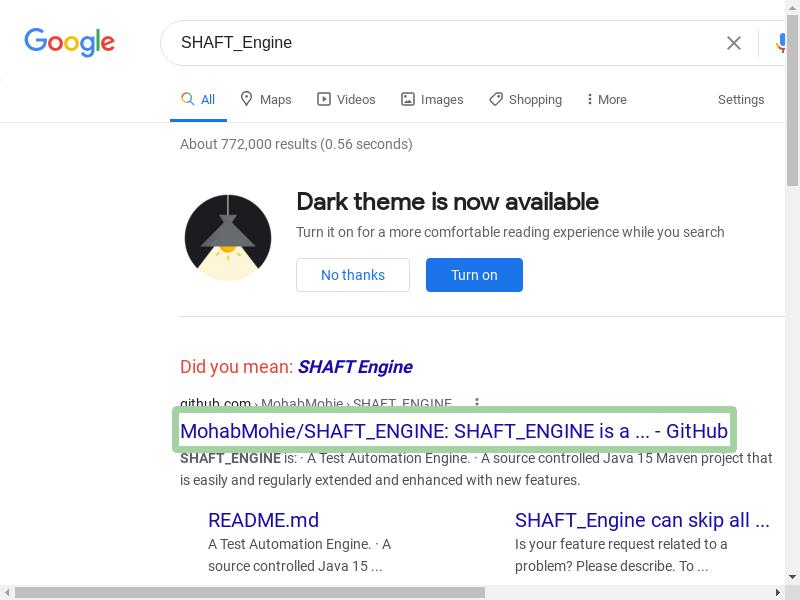 Google
SHAFT_Engine
All Maps Videos Images Shopping More Settings
About 772,000 results (0.56 seconds)
Dark theme is now available
Turn it on for a more comfortable reading experience while you search
No thanks Turn on
Did you mean: SHAFT Engine
github.com › MohabMohie › SHAFT_ENGINE
MohabMohie/SHAFT_ENGINE: SHAFT_ENGINE is a ... - GitHub
SHAFT_ENGINE is: · A Test Automation Engine. · A source controlled Java 15 Maven project that
is easily and regularly extended and enhanced with new features.
README.md
A Test Automation Engine. · A
source controlled Java 15 ...
SHAFT_Engine can skip all ...
Is your feature request related to a
problem? Please describe. To ...